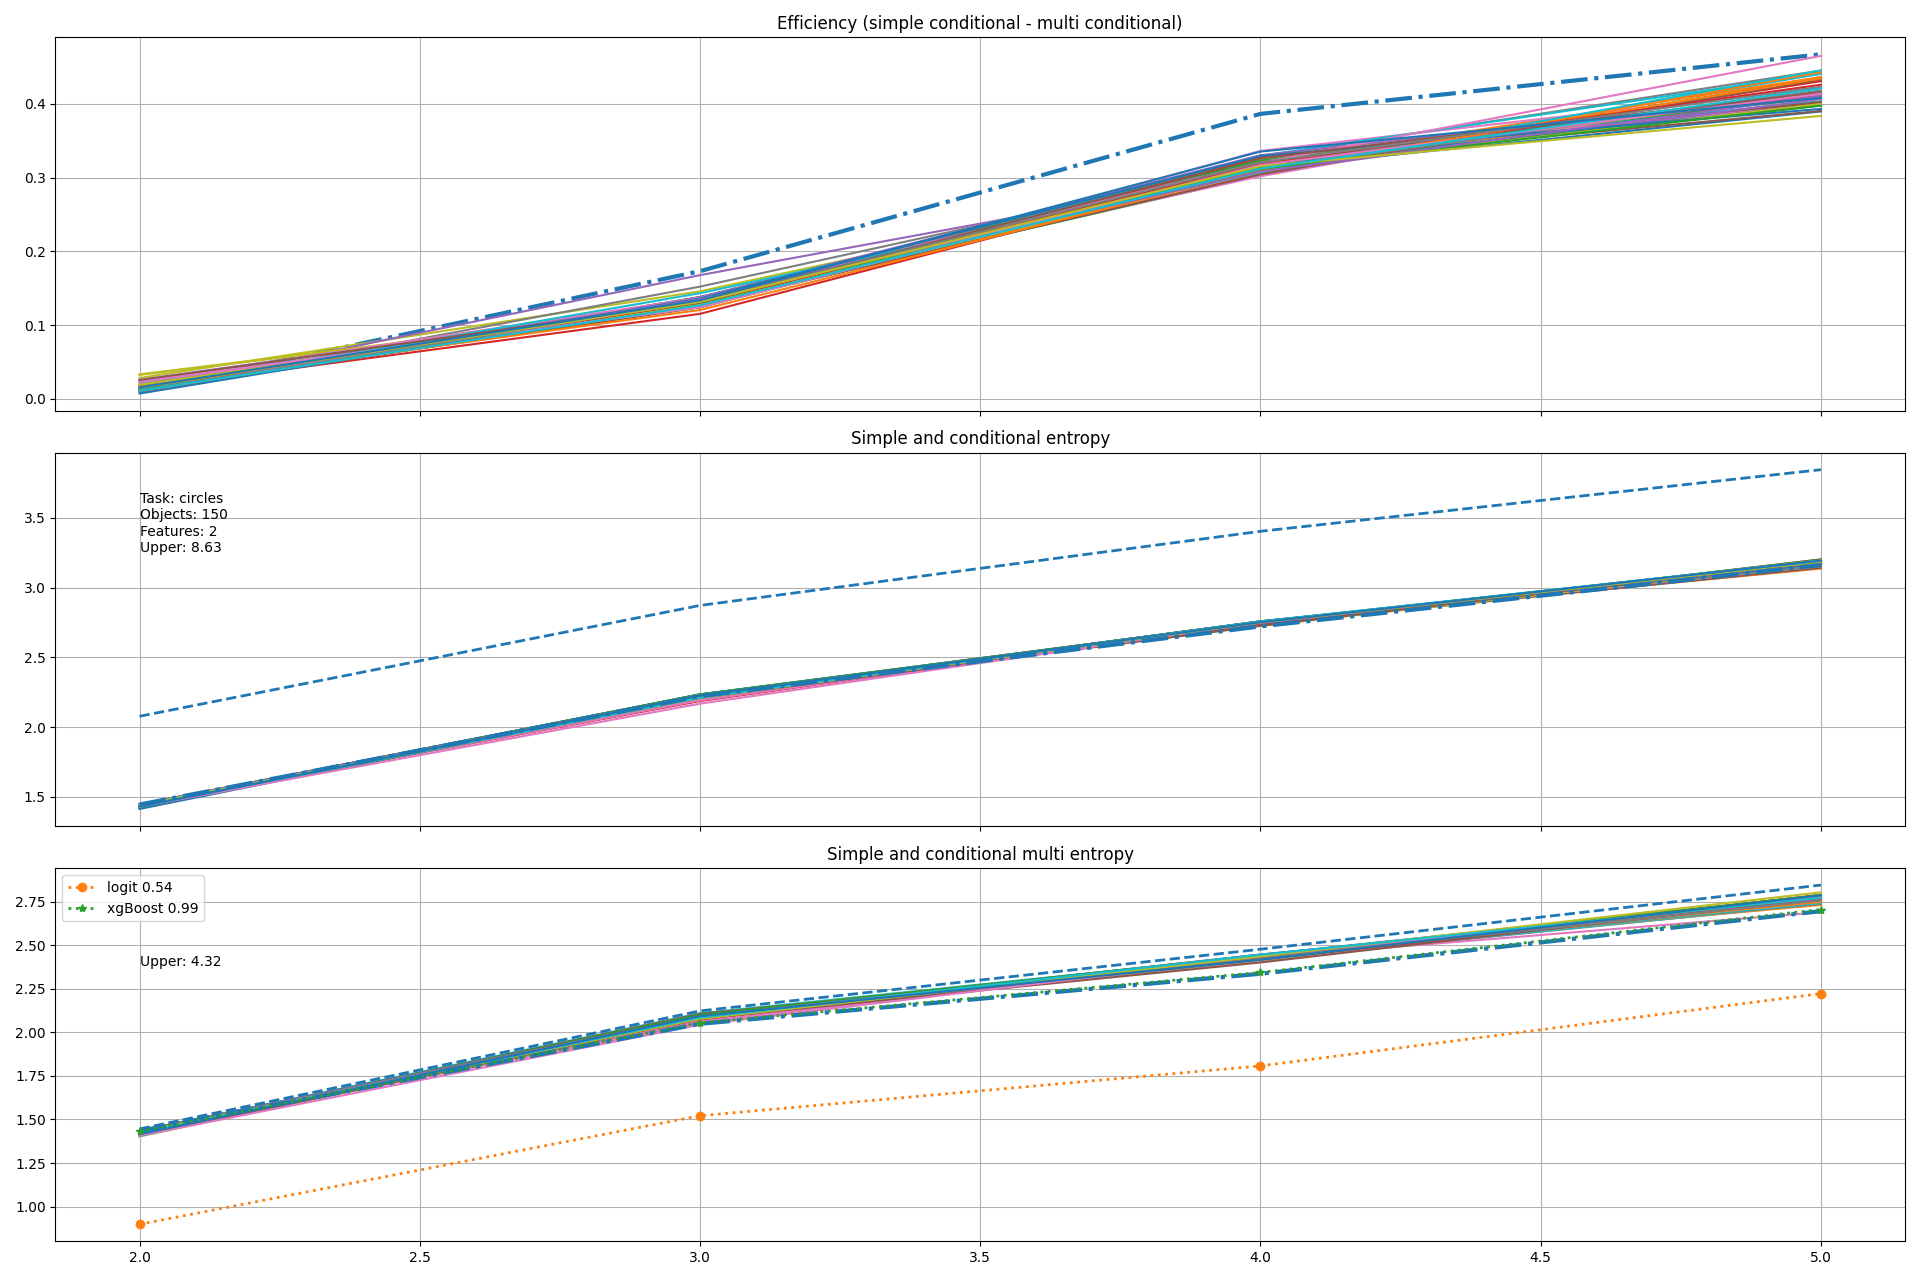 Efficiency (simple conditional - multi conditional)
0.4
0.3
0.2
0.1
0.0
Simple and conditional entropy
Task: circles
Objects: 150
Features: 2
Upper: 8.63
3.5
3.0
2.5
2.0
1.5
Simple and conditional multi entropy
logit 0.54
xgBoost 0.99
Upper: 4.32
2.75
2.50
2.25
2.00
1.75
1.50
1.25
1.00
2.0 2.5 3.0 3.5 4.0 4.5 5.0